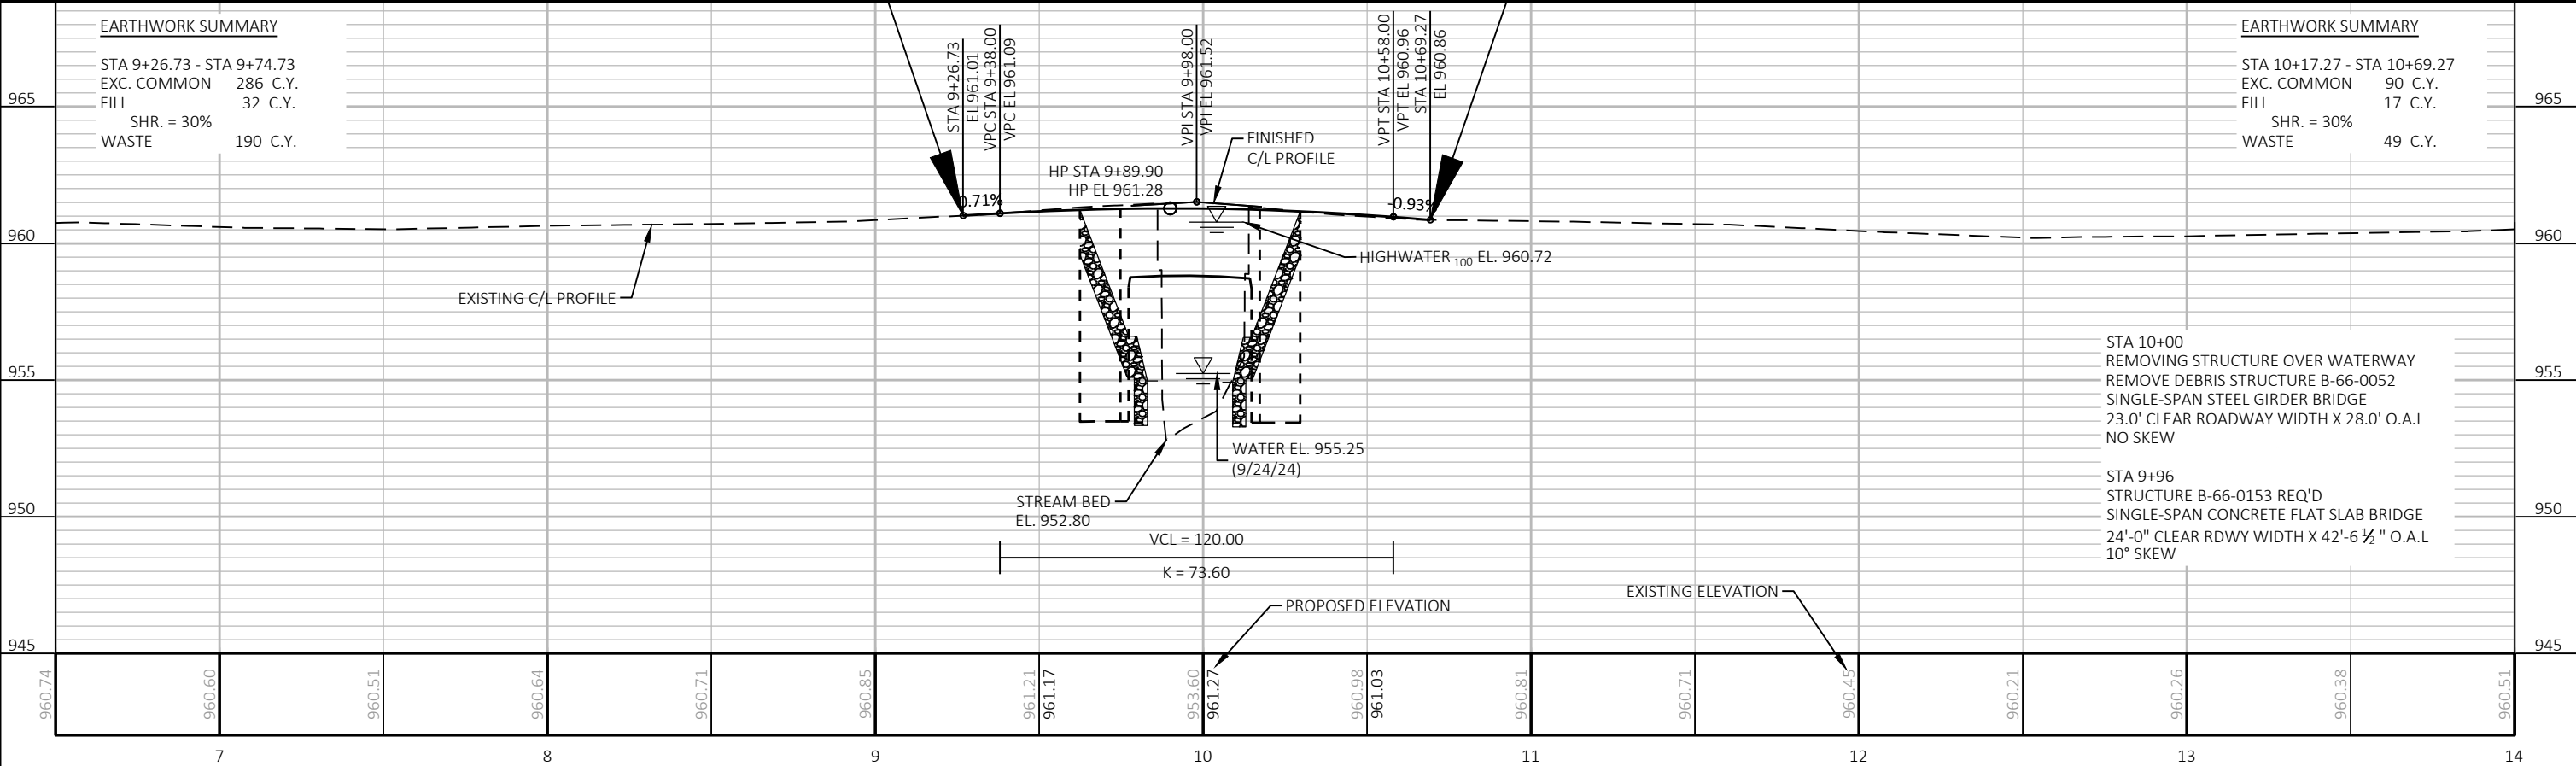 EARTHWORK SUMMARY
STA 9+26.73 - STA 9+74.73
EXC. COMMON 286 C.Y.
FILL 32 C.Y.
SHR. = 30%
WASTE 190 C.Y.
STA 9+26.73
EL 961.01
VPC STA 9+38.00
VPC EL 961.09
VPI STA 9+98.00
VPI EL 961.52
VPT STA 10+58.00
VPT EL 960.96
STA 10+69.27
EL 960.86
EARTHWORK SUMMARY
STA 10+17.27 - STA 10+69.27
EXC. COMMON 90 C.Y.
FILL 17 C.Y.
SHR. = 30%
WASTE 49 C.Y.
965
965
FINISHED
C/L PROFILE
HP STA 9+89.90
HP EL 961.28
0.71%
-0.93%
960
960
HIGHWATER 100 EL. 960.72
EXISTING C/L PROFILE
955
955
STA 10+00
REMOVING STRUCTURE OVER WATERWAY
REMOVE DEBRIS STRUCTURE B-66-0052
SINGLE-SPAN STEEL GIRDER BRIDGE
23.0' CLEAR ROADWAY WIDTH X 28.0' O.A.L
NO SKEW
WATER EL. 955.25
(9/24/24)
STREAM BED
EL. 952.80
STA 9+96
STRUCTURE B-66-0153 REQ'D
SINGLE-SPAN CONCRETE FLAT SLAB BRIDGE
24'-0" CLEAR RDWY WIDTH X 42'-6 ½ " O.A.L
10° SKEW
950
950
VCL = 120.00
K = 73.60
PROPOSED ELEVATION
EXISTING ELEVATION
945
945
960.74
960.60
960.51
960.64
960.71
960.85
961.21
961.17
953.60
961.27
960.98
961.03
960.81
960.71
960.45
960.21
960.26
960.38
960.51
7
8
9
10
11
12
13
14